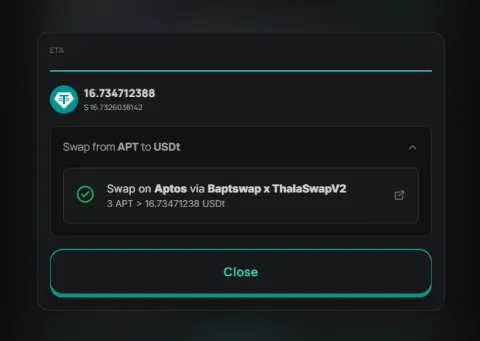 ETA
16.734712388
$ 16.7326038142
Swap from APT to USDt
Swap on Aptos via Baptswap x ThalaSwapV2
3 APT > 16.73471238 USDt
Close